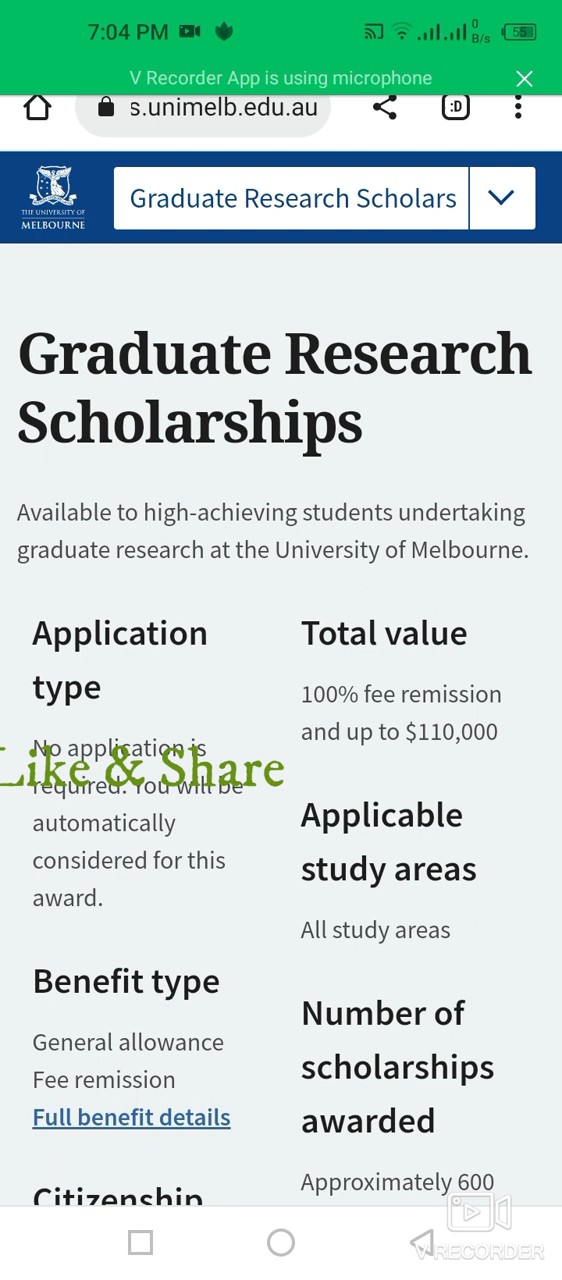 7:04 PM
0
B/s
55
V Recorder App is using microphone
s.unimelb.edu.au
:D
THE UNIVERSITY OF
MELBOURNE
Graduate Research Scholars
Graduate Research
Scholarships
Available to high-achieving students undertaking
graduate research at the University of Melbourne.
Application
type
No application is
required. You will be
automatically
considered for this
award.
Like & Share
Benefit type
General allowance
Fee remission
Full benefit details
Citizenship
Total value
100% fee remission
and up to $110,000
Applicable
study areas
All study areas
Number of
scholarships
awarded
Approximately 600
V RECORDER